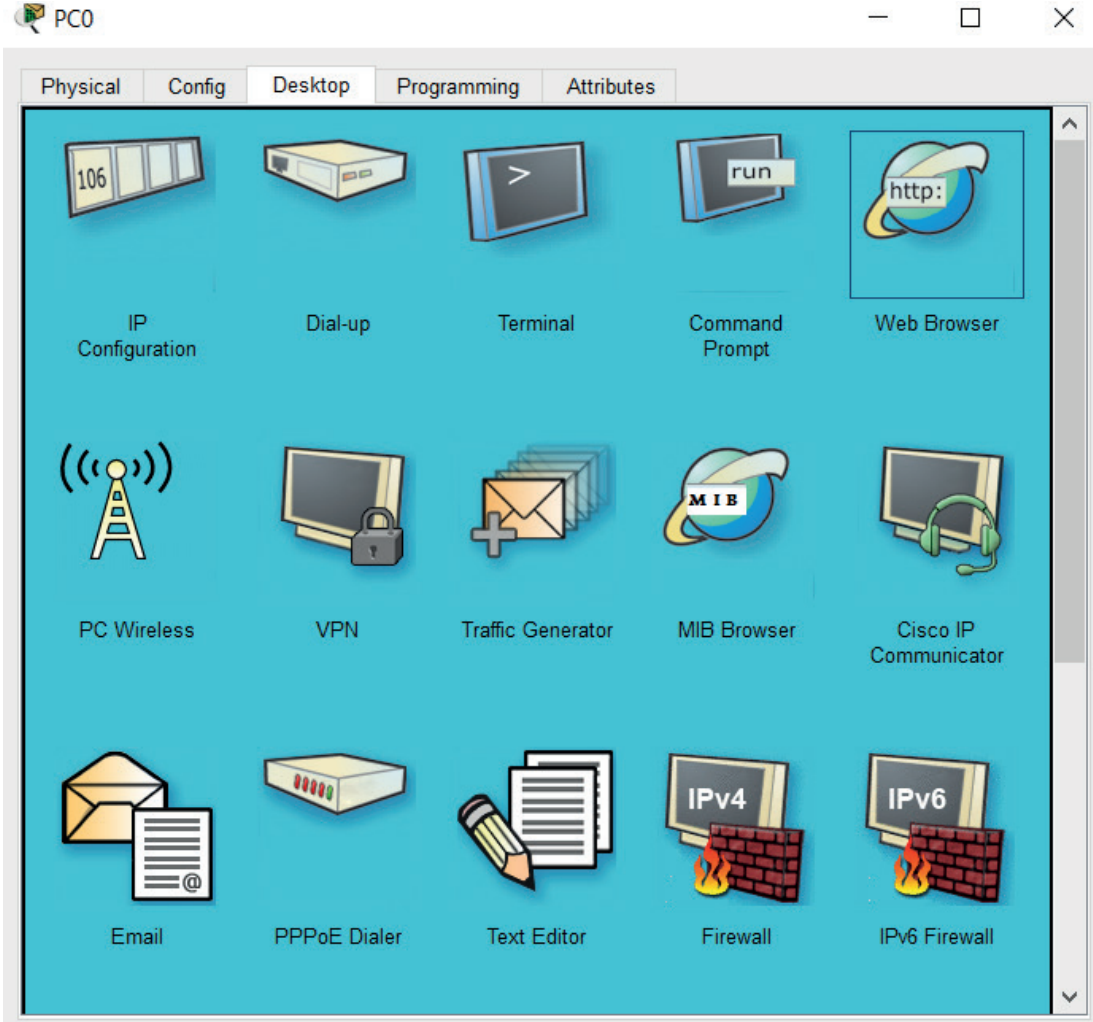 PC0
Physical Config Desktop Programming Attributes
106
>
run
http:
IP
Configuration
Dial-up
Terminal
Command
Prompt
Web Browser
MIB
PC Wireless
VPN
Traffic Generator
MIB Browser
Cisco IP
Communicator
@
IPv4
IPv6
Email
PPPoE Dialer
Text Editor
Firewall
IPv6 Firewall